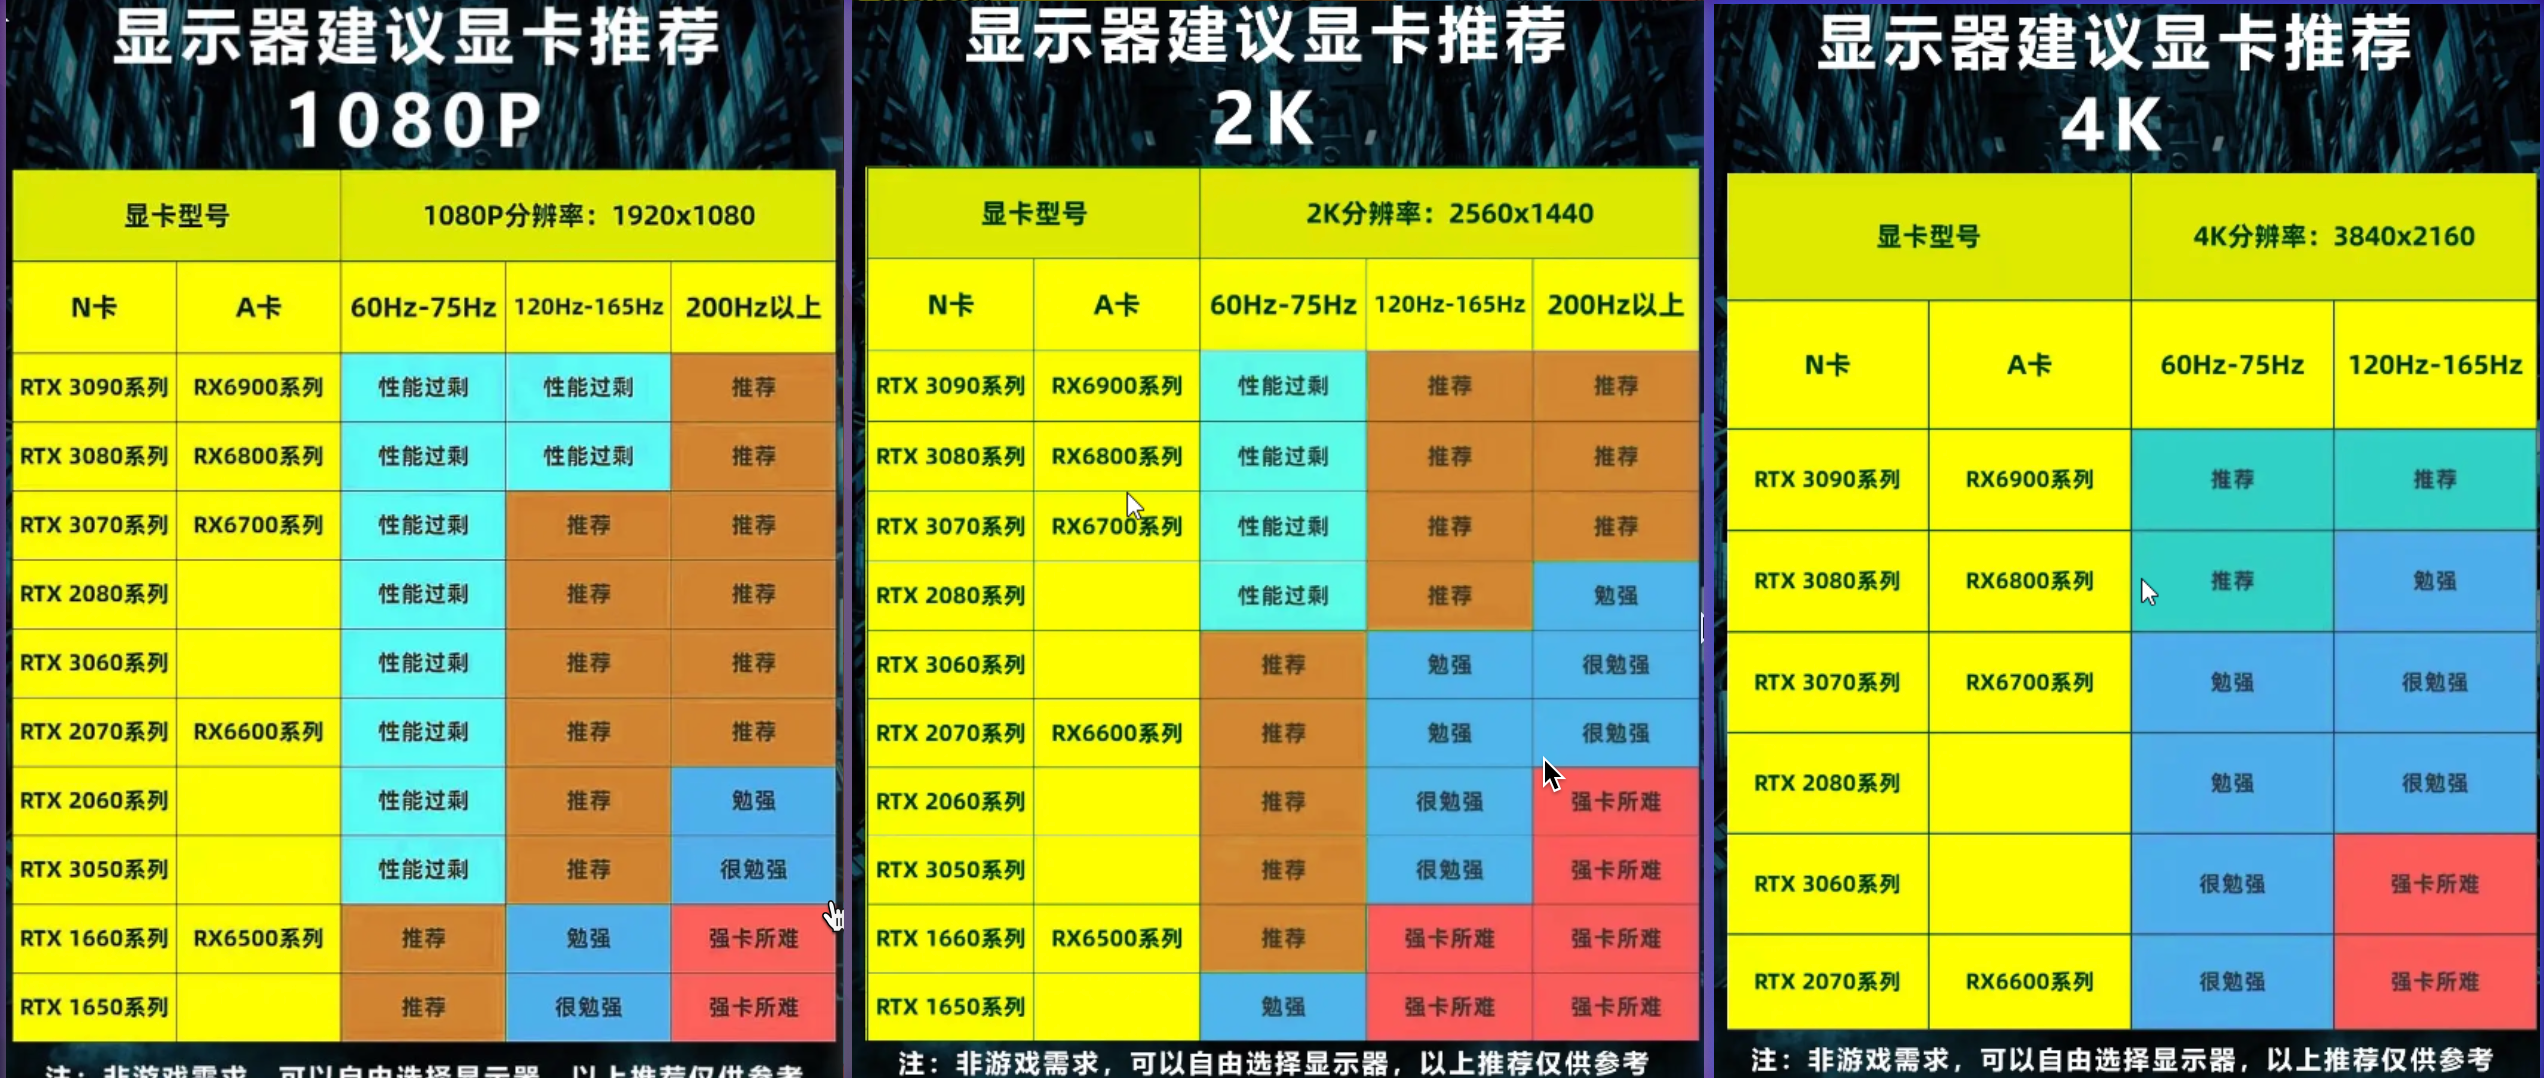 显示器建议显卡推荐
1080P
显卡型号 1080P分辨率：1920x1080
N卡 A卡 60Hz-75Hz 120Hz-165Hz 200Hz以上
RTX 3090系列 RX6900系列 性能过剩 性能过剩 推荐
RTX 3080系列 RX6800系列 性能过剩 性能过剩 推荐
RTX 3070系列 RX6700系列 性能过剩 推荐 推荐
RTX 2080系列 性能过剩 推荐 推荐
RTX 3060系列 性能过剩 推荐 推荐
RTX 2070系列 RX6600系列 性能过剩 推荐 推荐
RTX 2060系列 性能过剩 推荐 勉强
RTX 3050系列 性能过剩 推荐 很勉强
RTX 1660系列 RX6500系列 推荐 勉强 强卡所难
RTX 1650系列 推荐 很勉强 强卡所难
注：非游戏需求，可以自由选择显示器，以上推荐仅供参考
显示器建议显卡推荐
2K
显卡型号 2K分辨率：2560x1440
N卡 A卡 60Hz-75Hz 120Hz-165Hz 200Hz以上
RTX 3090系列 RX6900系列 性能过剩 推荐 推荐
RTX 3080系列 RX6800系列 性能过剩 推荐 推荐
RTX 3070系列 RX6700系列 性能过剩 推荐 推荐
RTX 2080系列 性能过剩 推荐 勉强
RTX 3060系列 推荐 勉强 很勉强
RTX 2070系列 RX6600系列 推荐 勉强 很勉强
RTX 2060系列 推荐 很勉强 强卡所难
RTX 3050系列 推荐 很勉强 强卡所难
RTX 1660系列 RX6500系列 推荐 强卡所难 强卡所难
RTX 1650系列 勉强 强卡所难 强卡所难
注：非游戏需求，可以自由选择显示器，以上推荐仅供参考
显示器建议显卡推荐
4K
显卡型号 4K分辨率：3840x2160
N卡 A卡 60Hz-75Hz 120Hz-165Hz
RTX 3090系列 RX6900系列 推荐 推荐
RTX 3080系列 RX6800系列 推荐 勉强
RTX 3070系列 RX6700系列 勉强 很勉强
RTX 2080系列 勉强 很勉强
RTX 3060系列 很勉强 强卡所难
RTX 2070系列 RX6600系列 很勉强 强卡所难
注：非游戏需求，可以自由选择显示器，以上推荐仅供参考